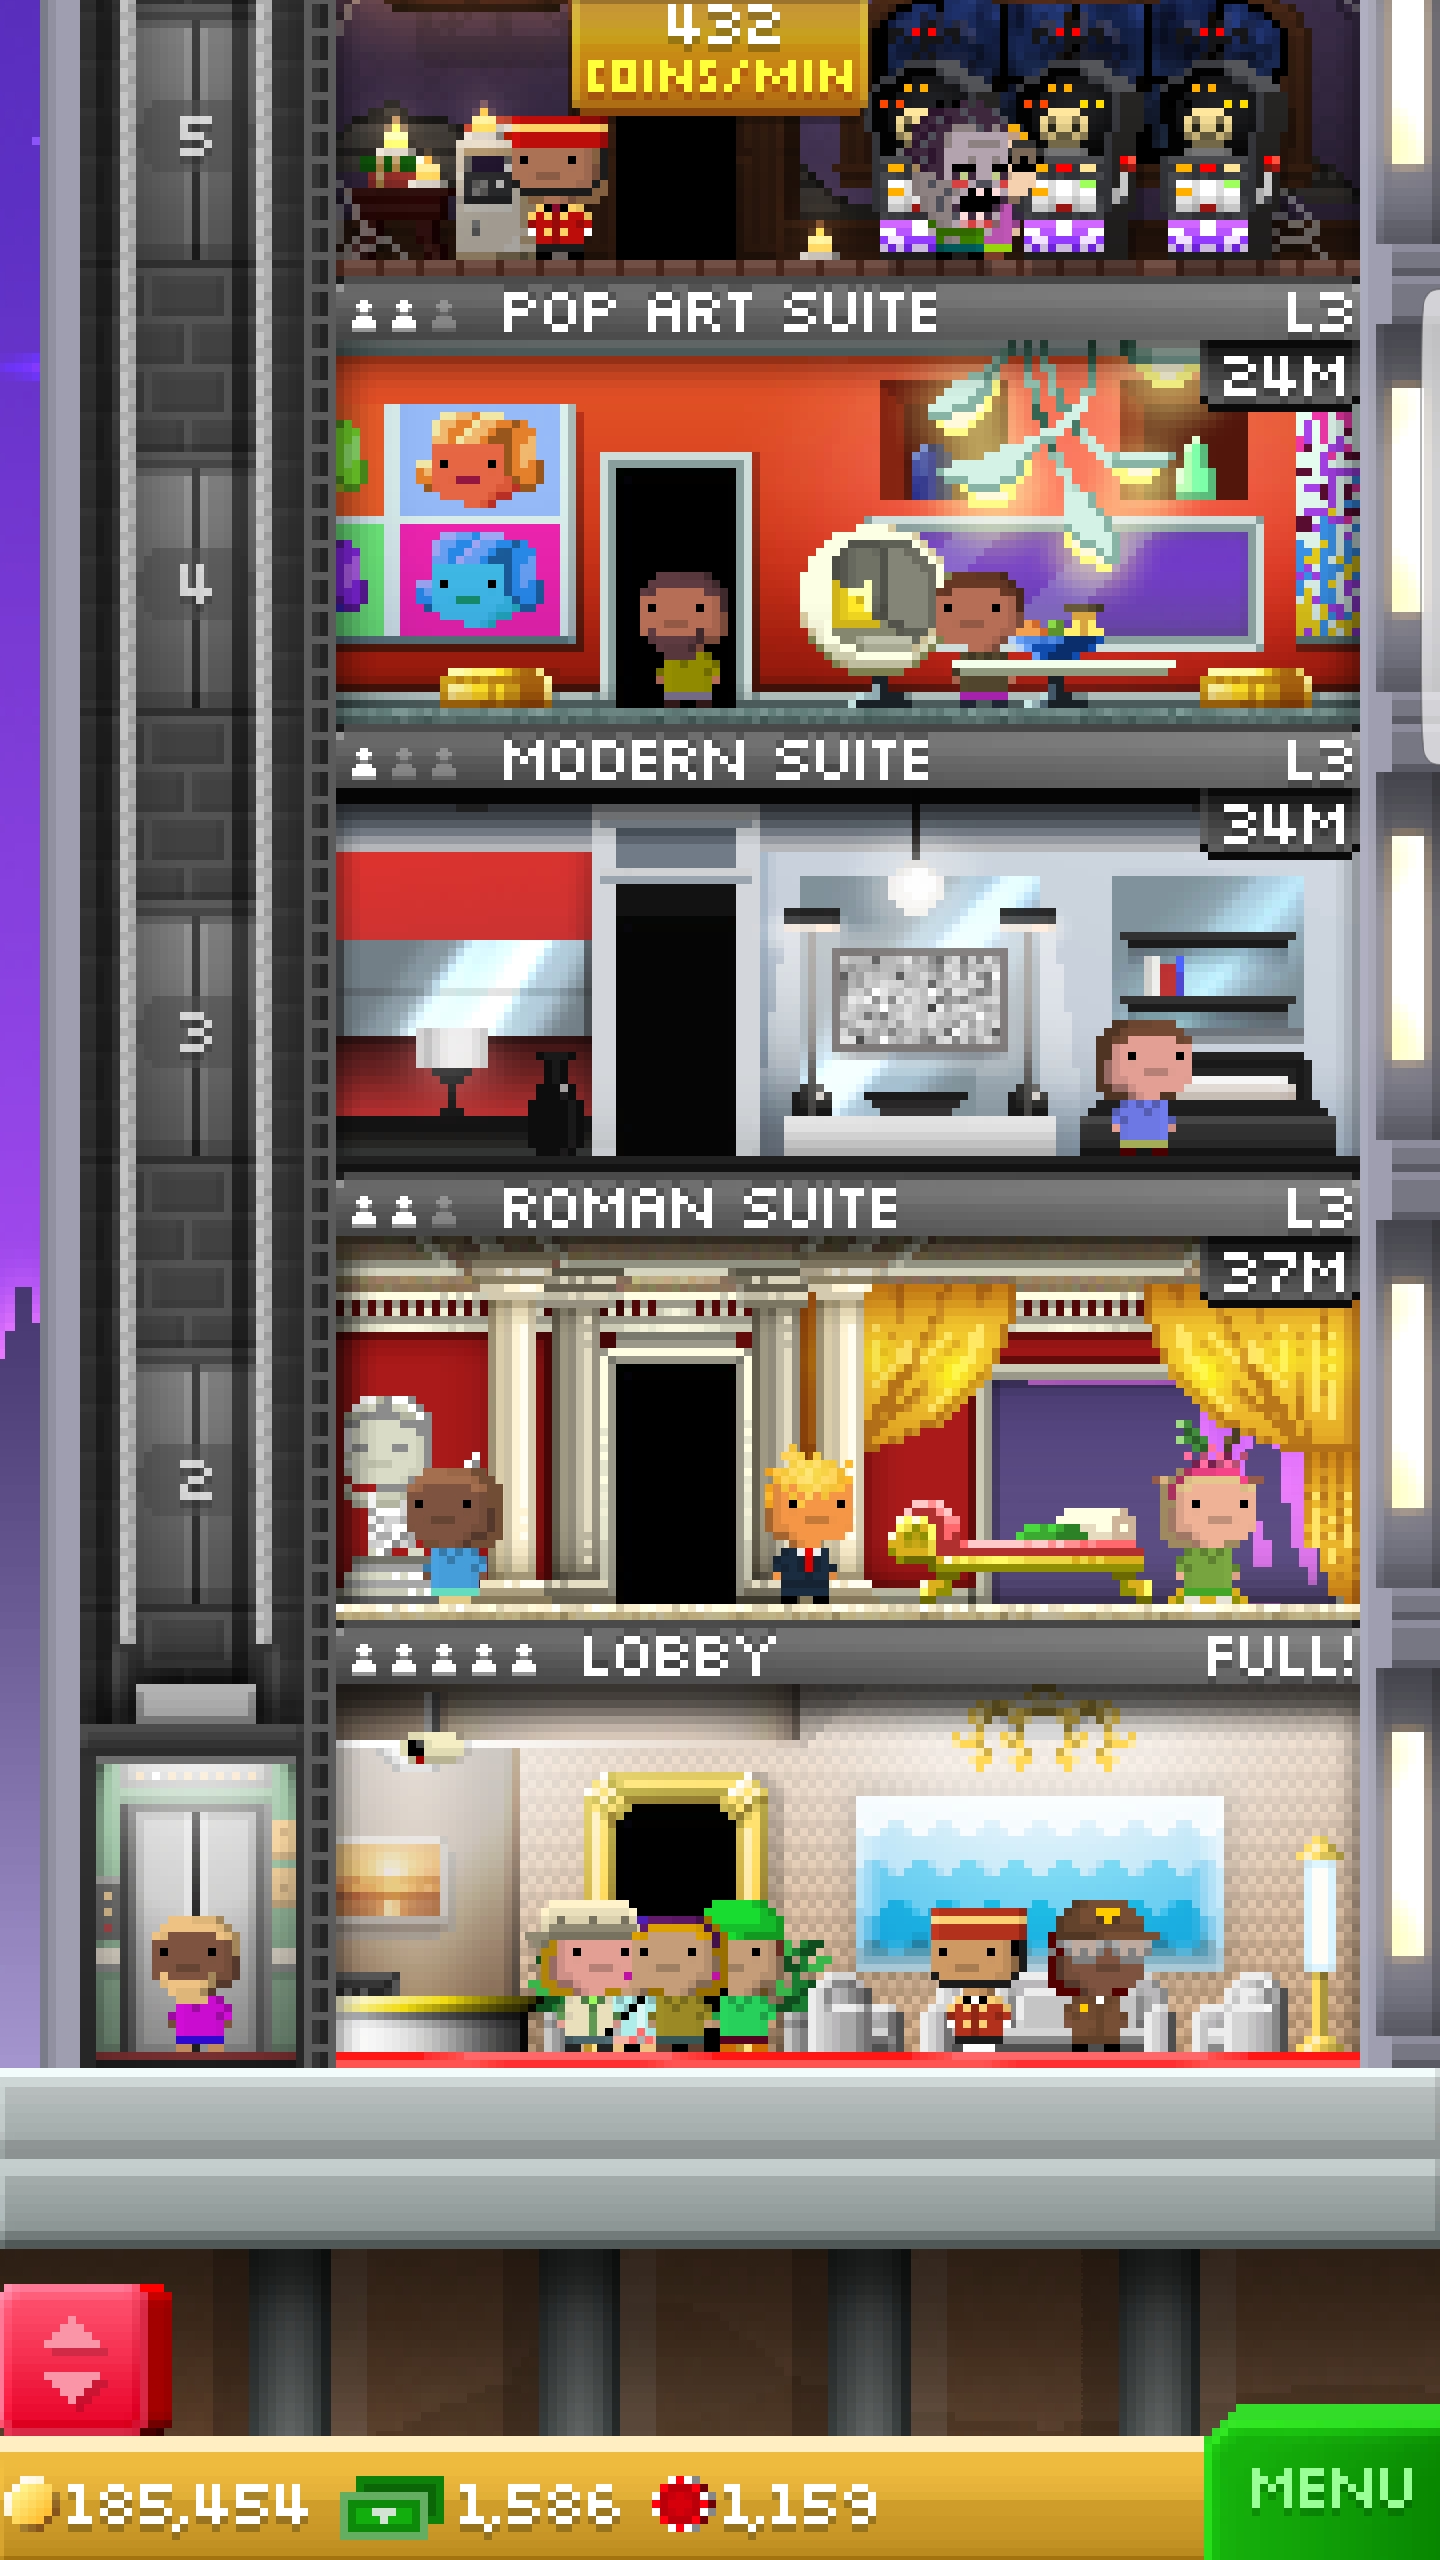 432
COINS/MIN
5
POP ART SUITE L3
24M
4
MODERN SUITE L3
34M
3
ROMAN SUITE L3
37M
2
LOBBY FULL!
185,454 1,586 1,159
MENU